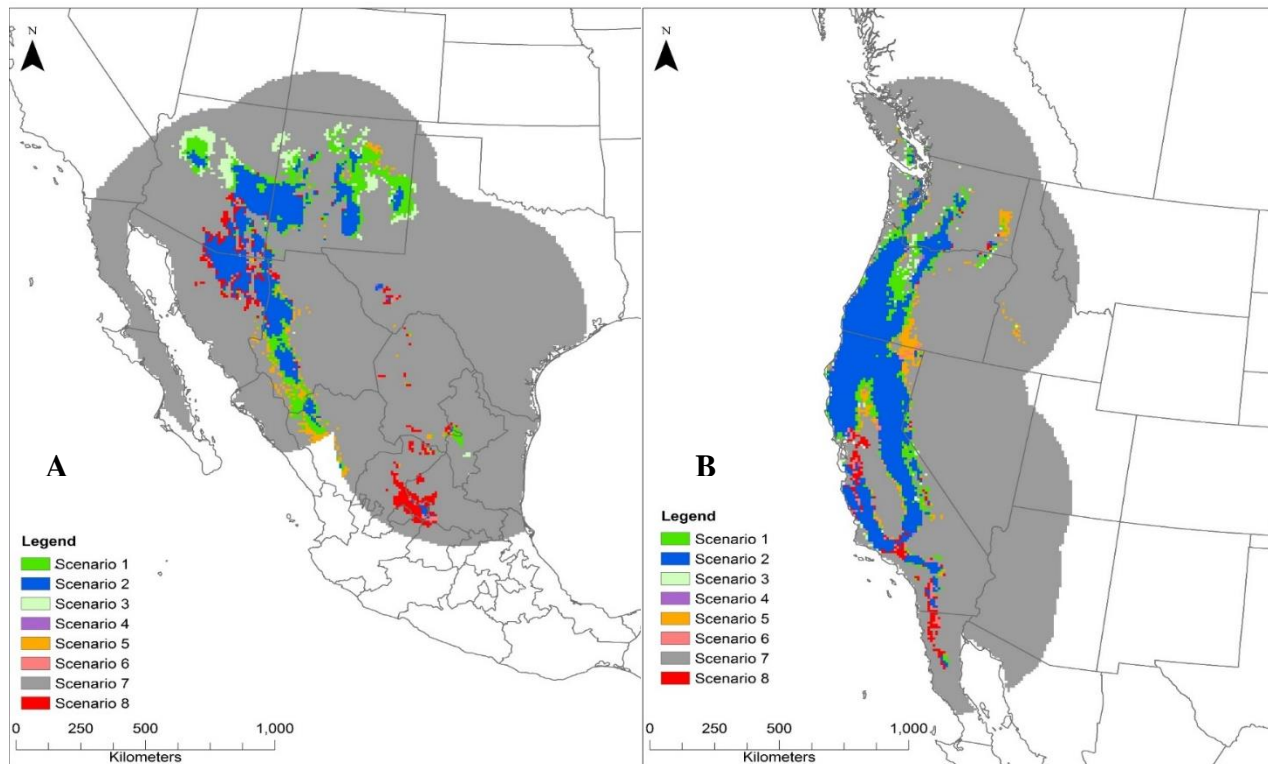 N
A
Legend
Scenario 1
Scenario 2
Scenario 3
Scenario 4
Scenario 5
Scenario 6
Scenario 7
Scenario 8
0 250 500 1,000
Kilometers
N
B
Legend
Scenario 1
Scenario 2
Scenario 3
Scenario 4
Scenario 5
Scenario 6
Scenario 7
Scenario 8
0 250 500 1,000
Kilometers